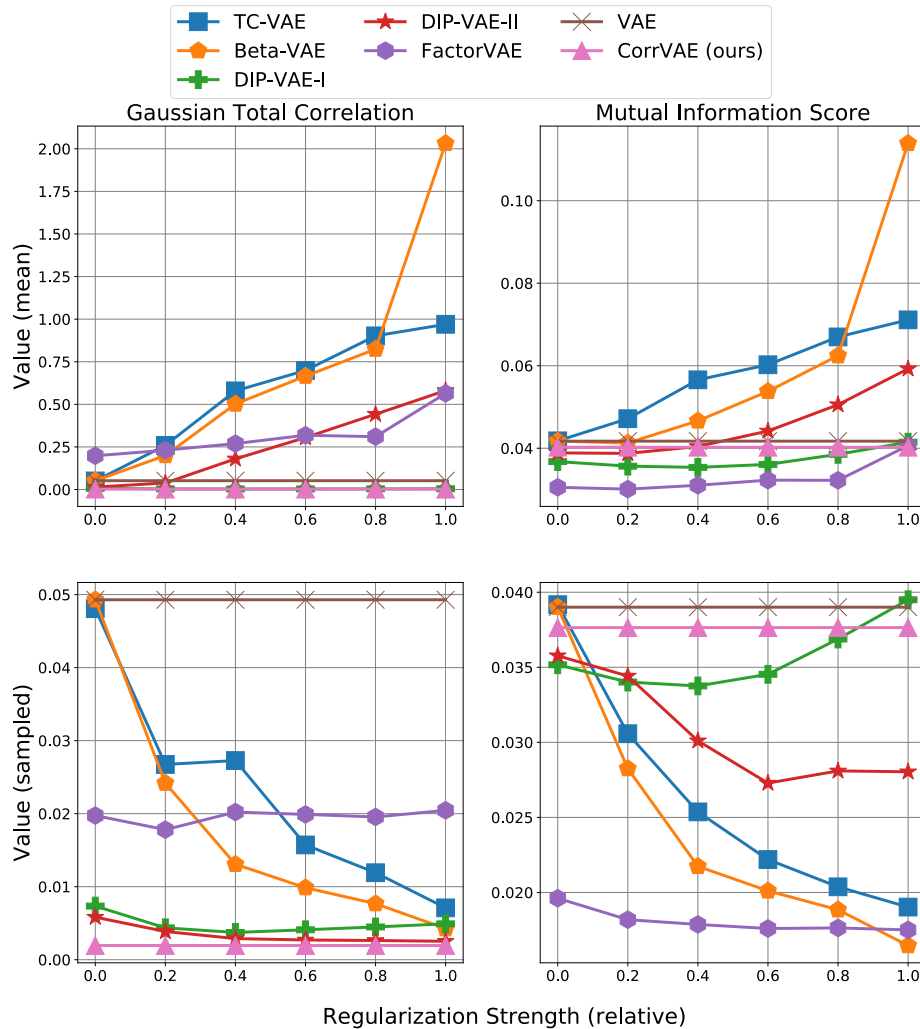 TC-VAE DIP-VAE-II VAE
Beta-VAE FactorVAE CorrVAE (ours)
DIP-VAE-I
Gaussian Total Correlation Mutual Information Score
Value (mean)
2.00
1.75
1.50
1.25
1.00
0.75
0.50
0.25
0.00
0.0 0.2 0.4 0.6 0.8 1.0
0.10
0.08
0.06
0.04
0.0 0.2 0.4 0.6 0.8 1.0
Value (sampled)
0.05
0.04
0.03
0.02
0.01
0.00
0.0 0.2 0.4 0.6 0.8 1.0
0.040
0.035
0.030
0.025
0.020
0.0 0.2 0.4 0.6 0.8 1.0
Regularization Strength (relative)